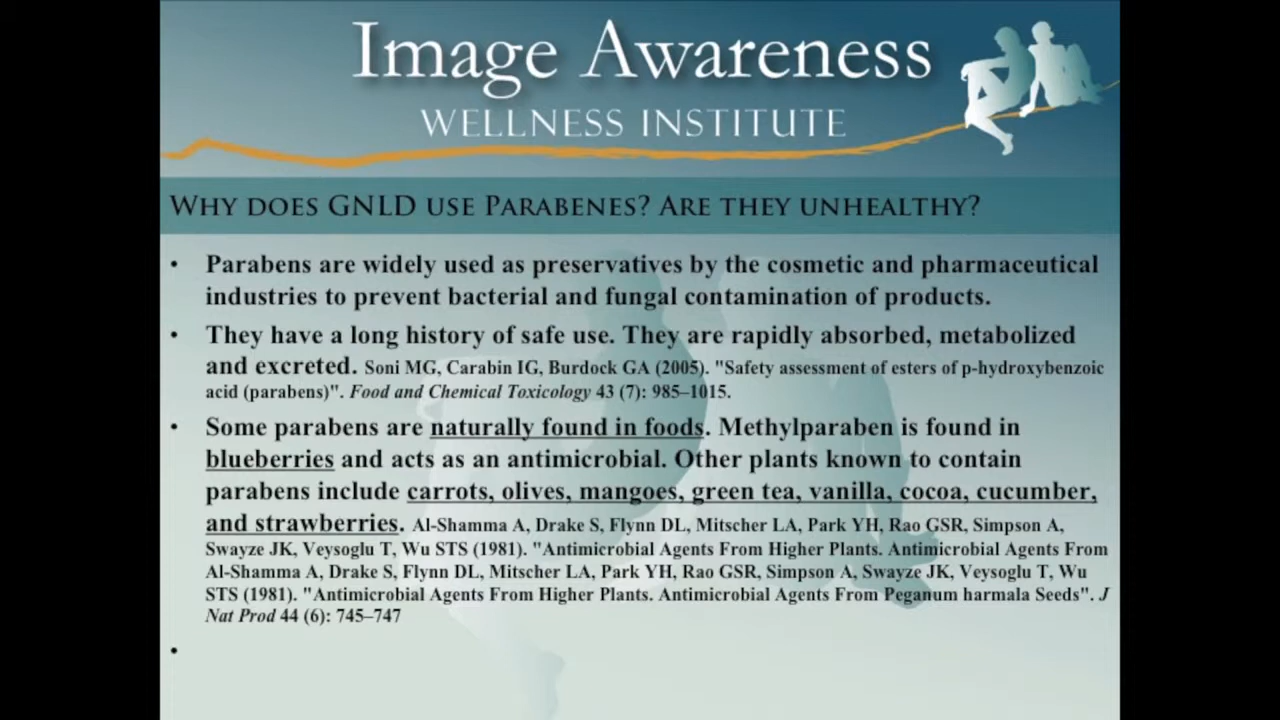 Image Awareness
WELLNESS INSTITUTE
WHY DOES GNLD USE PARABENES? ARE THEY UNHEALTHY?
• Parabens are widely used as preservatives by the cosmetic and pharmaceutical
industries to prevent bacterial and fungal contamination of products.
• They have a long history of safe use. They are rapidly absorbed, metabolized
and excreted. Soni MG, Carabin IG, Burdock GA (2005). "Safety assessment of esters of p-hydroxybenzoic
acid (parabens)". Food and Chemical Toxicology 43 (7): 985–1015.
• Some parabens are naturally found in foods. Methylparaben is found in
blueberries and acts as an antimicrobial. Other plants known to contain
parabens include carrots, olives, mangoes, green tea, vanilla, cocoa, cucumber,
and strawberries. Al-Shamma A, Drake S, Flynn DL, Mitscher LA, Park YH, Rao GSR, Simpson A,
Swayze JK, Veysoglu T, Wu STS (1981). "Antimicrobial Agents From Higher Plants. Antimicrobial Agents From
Al-Shamma A, Drake S, Flynn DL, Mitscher LA, Park YH, Rao GSR, Simpson A, Swayze JK, Veysoglu T, Wu
STS (1981). "Antimicrobial Agents From Higher Plants. Antimicrobial Agents From Peganum harmala Seeds". J
Nat Prod 44 (6): 745–747
•